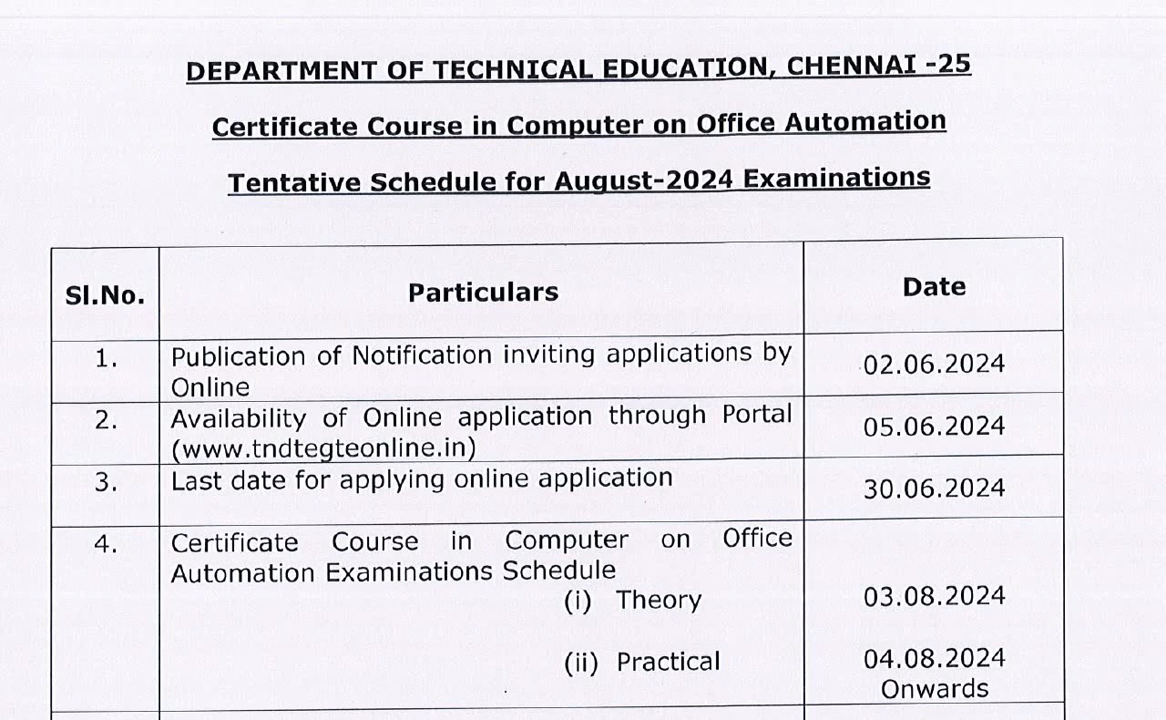 DEPARTMENT OF TECHNICAL EDUCATION, CHENNAI -25
Certificate Course in Computer on Office Automation
Tentative Schedule for August-2024 Examinations
Sl.No. Particulars Date
1. Publication of Notification inviting applications by
Online 02.06.2024
2. Availability of Online application through Portal
(www.tndtegteonline.in) 05.06.2024
3. Last date for applying online application 30.06.2024
4. Certificate Course in Computer on Office
Automation Examinations Schedule
(i) Theory 03.08.2024
(ii) Practical 04.08.2024
Onwards